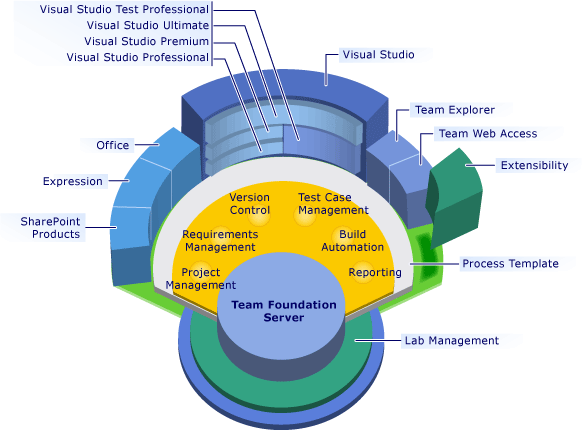 Visual Studio Test Professional
Visual Studio Ultimate
Visual Studio Premium
Visual Studio Professional
Visual Studio
Team Explorer
Team Web Access
Extensibility
Office
Expression
SharePoint
Products
Version
Control
Test Case
Management
Requirements
Management
Build
Automation
Project
Management
Reporting
Process Template
Team Foundation
Server
Lab Management